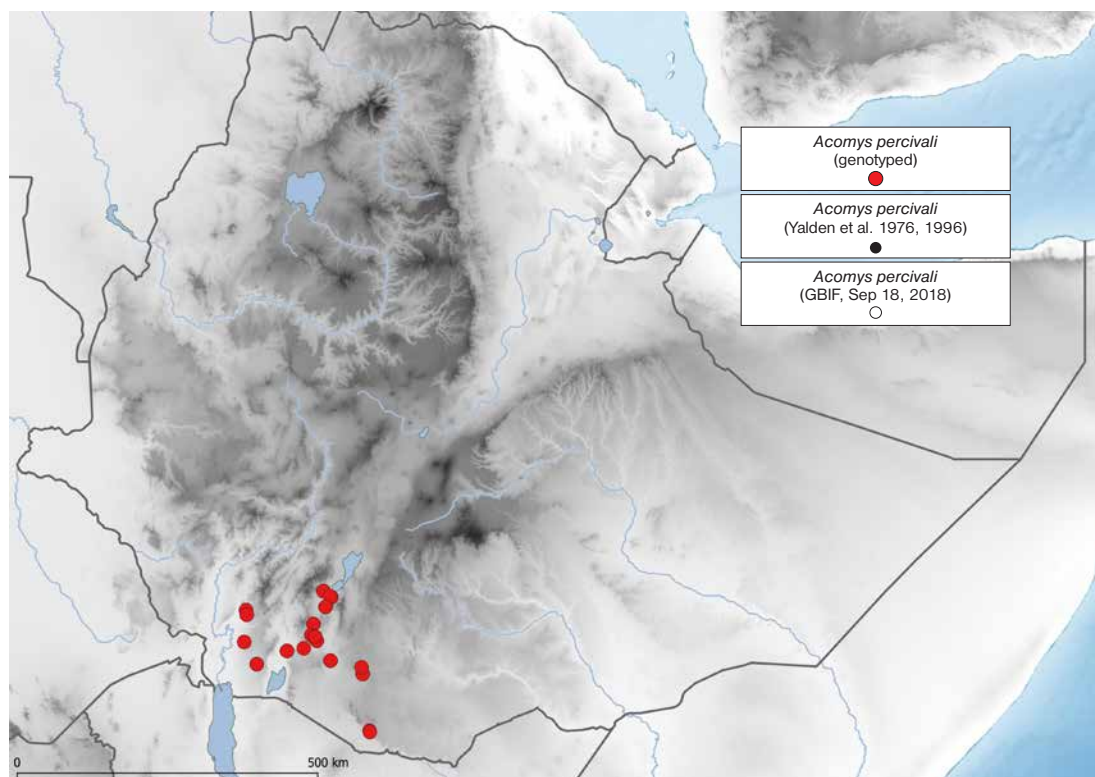 Acomys percivali
(genotyped)
Acomys percivali
(Yalden et al. 1976, 1996)
Acomys percivali
(GBIF, Sep 18, 2018)
0
500 km